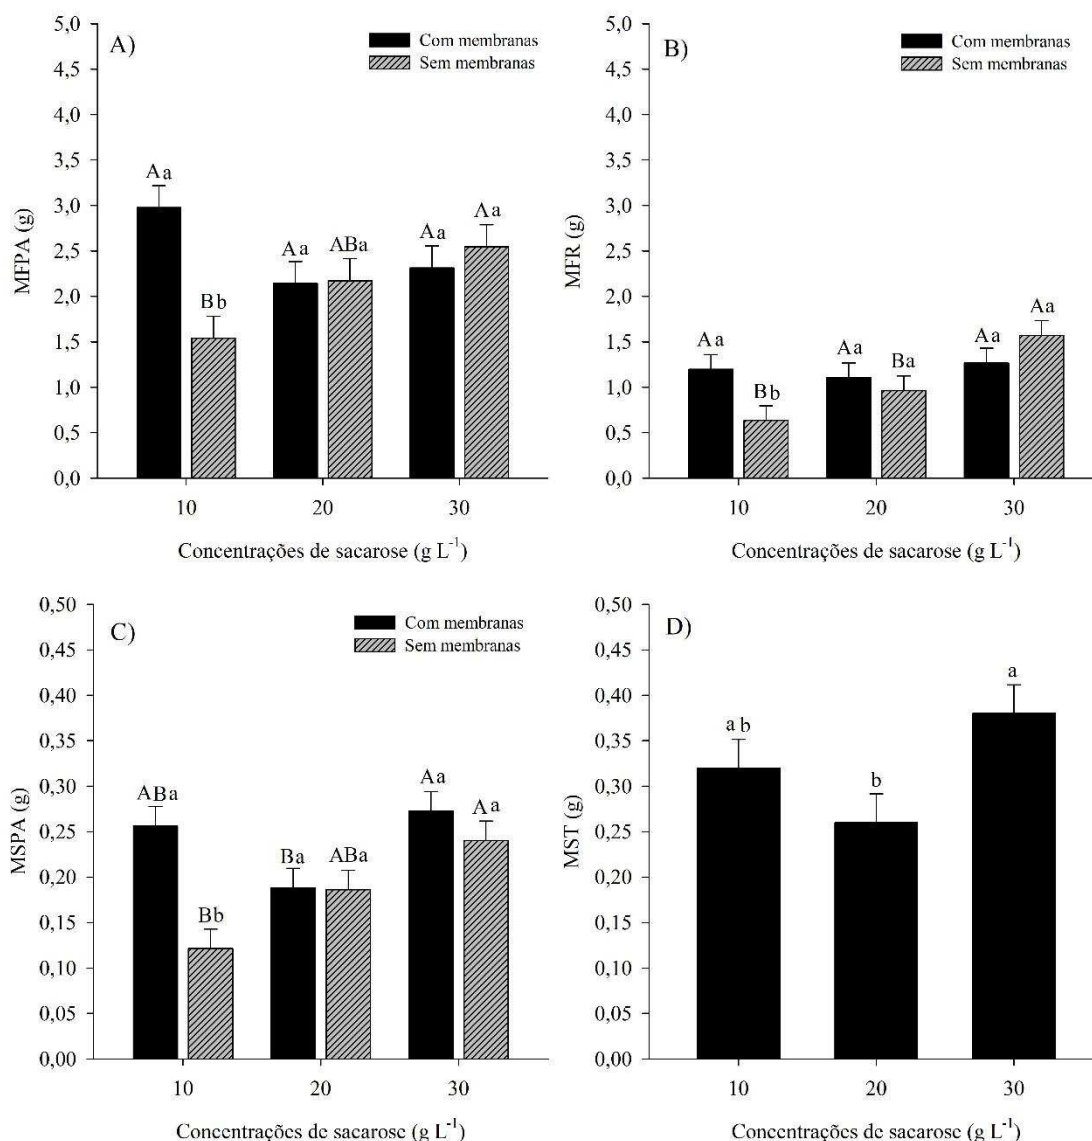 A)
Com membranas
Sem membranas
5,0
4,5
4,0
3,5
3,0
2,5
2,0
1,5
1,0
0,5
0,0
MFPA (g)
Aa
Bb
Aa
ABa
Aa
Aa
10
20
30
Concentrações de sacarose (g L-1)
B)
Com membranas
Sem membranas
5,0
4,5
4,0
3,5
3,0
2,5
2,0
1,5
1,0
0,5
0,0
MFR (g)
Aa
Bb
Aa
Ba
Aa
Aa
10
20
30
Concentrações de sacarose (g L-1)
C)
Com membranas
Sem membranas
0,50
0,45
0,40
0,35
0,30
0,25
0,20
0,15
0,10
0,05
0,00
MSPA (g)
ABa
Bb
Ba
ABa
Aa
Aa
10
20
30
Concentrações de sacarose (g L-1)
D)
0,50
0,45
0,40
0,35
0,30
0,25
0,20
0,15
0,10
0,05
0,00
MST (g)
ab
b
a
10
20
30
Concentrações de sacarose (g L-1)